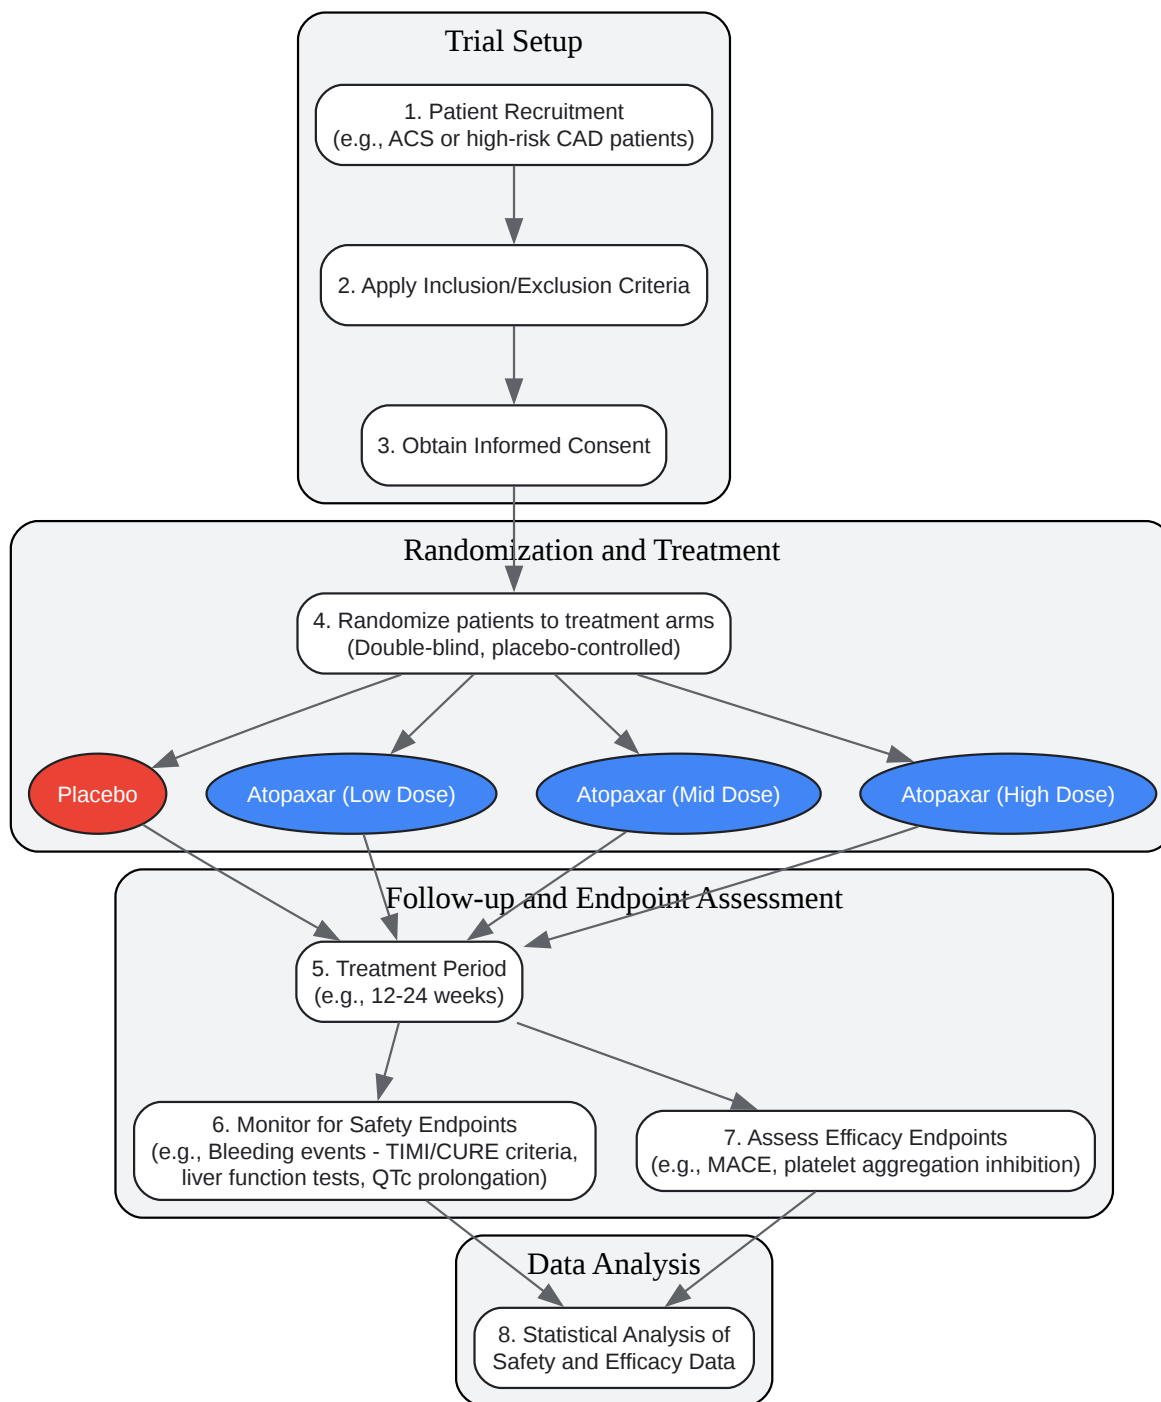 Trial Setup
1. Patient Recruitment
(e.g., ACS or high-risk CAD patients)
2. Apply Inclusion/Exclusion Criteria
3. Obtain Informed Consent
Randomization and Treatment
4. Randomize patients to treatment arms
(Double-blind, placebo-controlled)
Placebo
Atopaxar (Low Dose)
Atopaxar (Mid Dose)
Atopaxar (High Dose)
Follow-up and Endpoint Assessment
5. Treatment Period
(e.g., 12-24 weeks)
6. Monitor for Safety Endpoints
(e.g., Bleeding events - TIMI/CURE criteria,
liver function tests, QTc prolongation)
7. Assess Efficacy Endpoints
(e.g., MACE, platelet aggregation inhibition)
Data Analysis
8. Statistical Analysis of
Safety and Efficacy Data